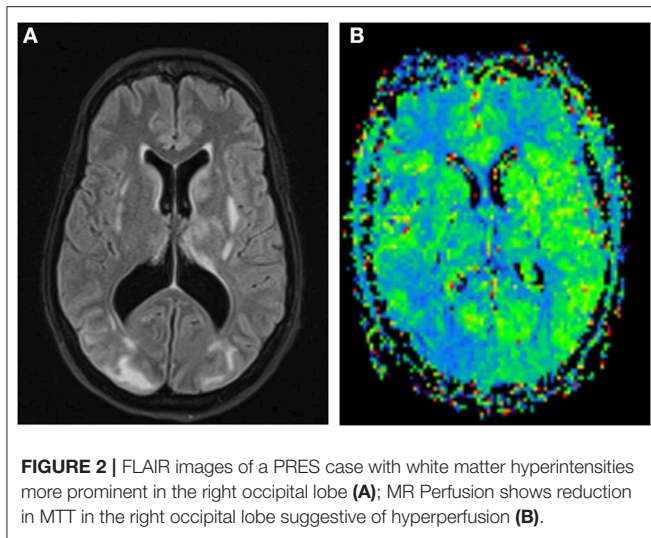 A
B
FIGURE 2 | FLAIR images of a PRES case with white matter hyperintensities
more prominent in the right occipital lobe (A); MR Perfusion shows reduction
in MTT in the right occipital lobe suggestive of hyperperfusion (B).